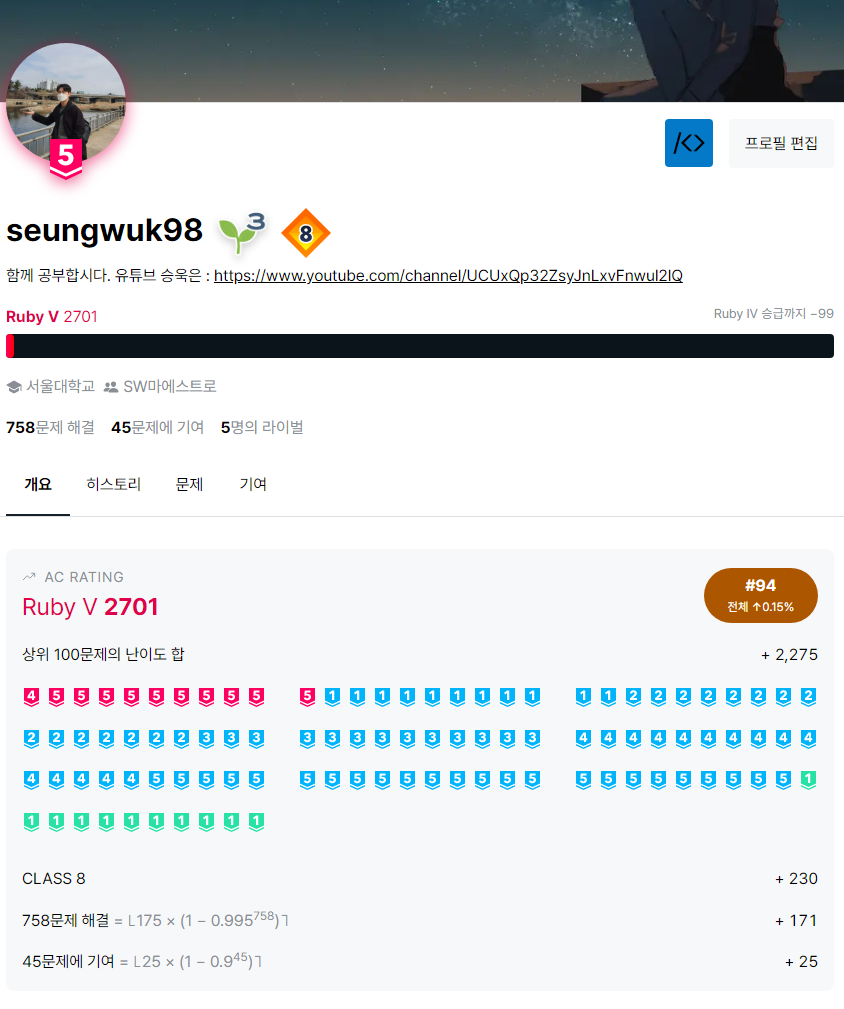 5
/<>
프로필 편집
seungwuk98 3 8
함께 공부합시다. 유튜브 승욱은 : https://www.youtube.com/channel/UCUxQp32ZsyJnLxvFnwuI2IQ
Ruby V 2701
Ruby IV 승급까지 −99
서울대학교 SW마에스트로
758문제 해결 45문제에 기여 5명의 라이벌
개요 히스토리 문제 기여
AC RATING
Ruby V 2701
#94
전체 ↑0.15%
상위 100문제의 난이도 합 + 2,275
4 5 5 5 5 5 5 5 5 5 5 1 1 1 1 1 1 1 1 1 1 1 2 2 2 2 2 2 2 2
2 2 2 2 2 2 2 3 3 3 3 3 3 3 3 3 3 3 3 3 4 4 4 4 4 4 4 4 4 4
4 4 4 4 4 5 5 5 5 5 5 5 5 5 5 5 5 5 5 5 5 5 5 5 5 5 5 5 5 1
1 1 1 1 1 1 1 1 1 1
CLASS 8 + 230
758문제 해결 = ⌊175 × (1 − 0.995^758)⌉ + 171
45문제에 기여 = ⌊25 × (1 − 0.9^45)⌉ + 25